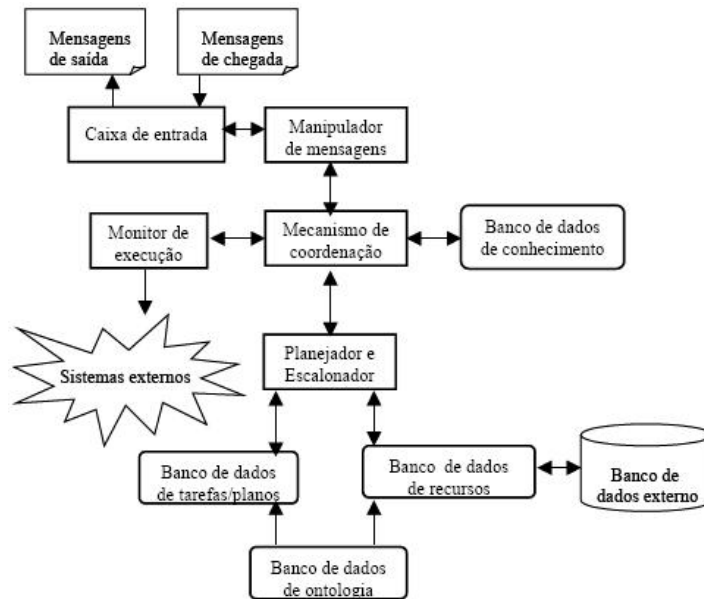 Mensagens
de saída
Mensagens
de chegada
Caixa de entrada
Manipulador
de mensagens
Monitor de
execução
Mecanismo de
coordenação
Banco de dados
de conhecimento
Sistemas externos
Planejador e
Escalonador
Banco de dados
de tarefas/planos
Banco de dados
de recursos
Banco de
dados externo
Banco de dados
de ontologia